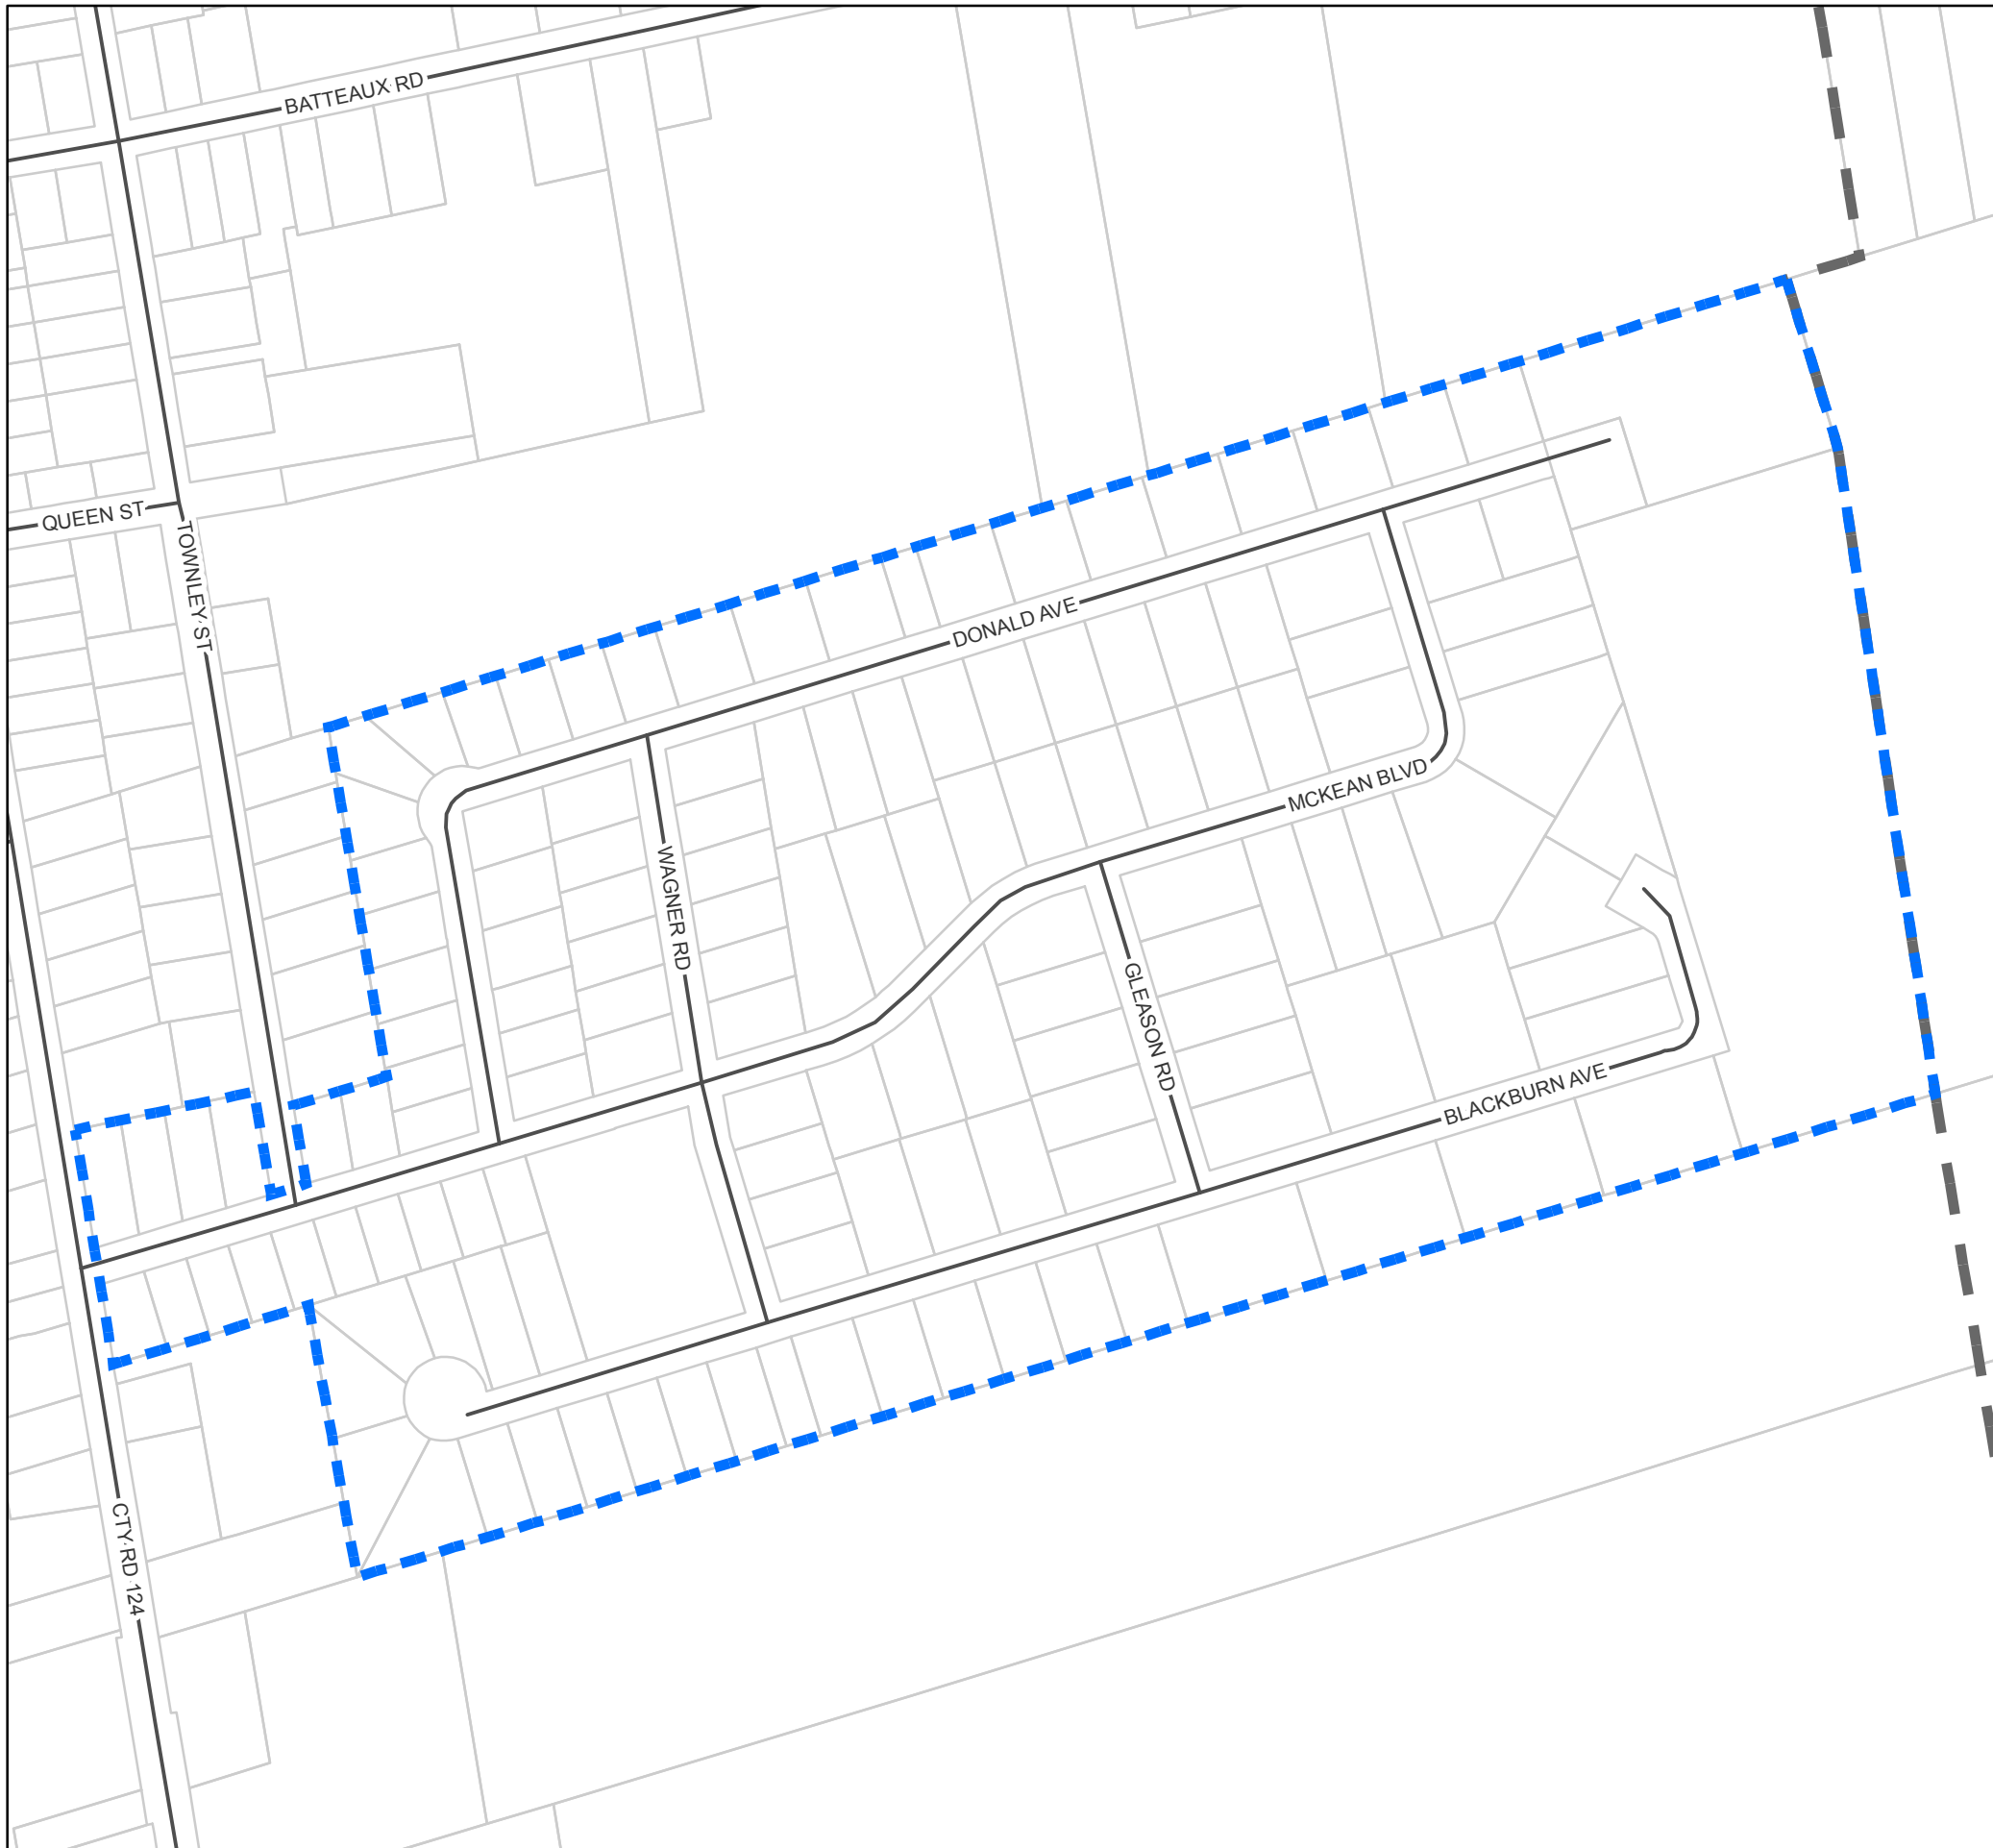 BATTEAUX RD
QUEEN ST
TOWNLEY ST
DONALD AVE
MCKEAN BLVD
WAGNER RD
GLEASON RD
BLACKBURN AVE
CTY RD 124